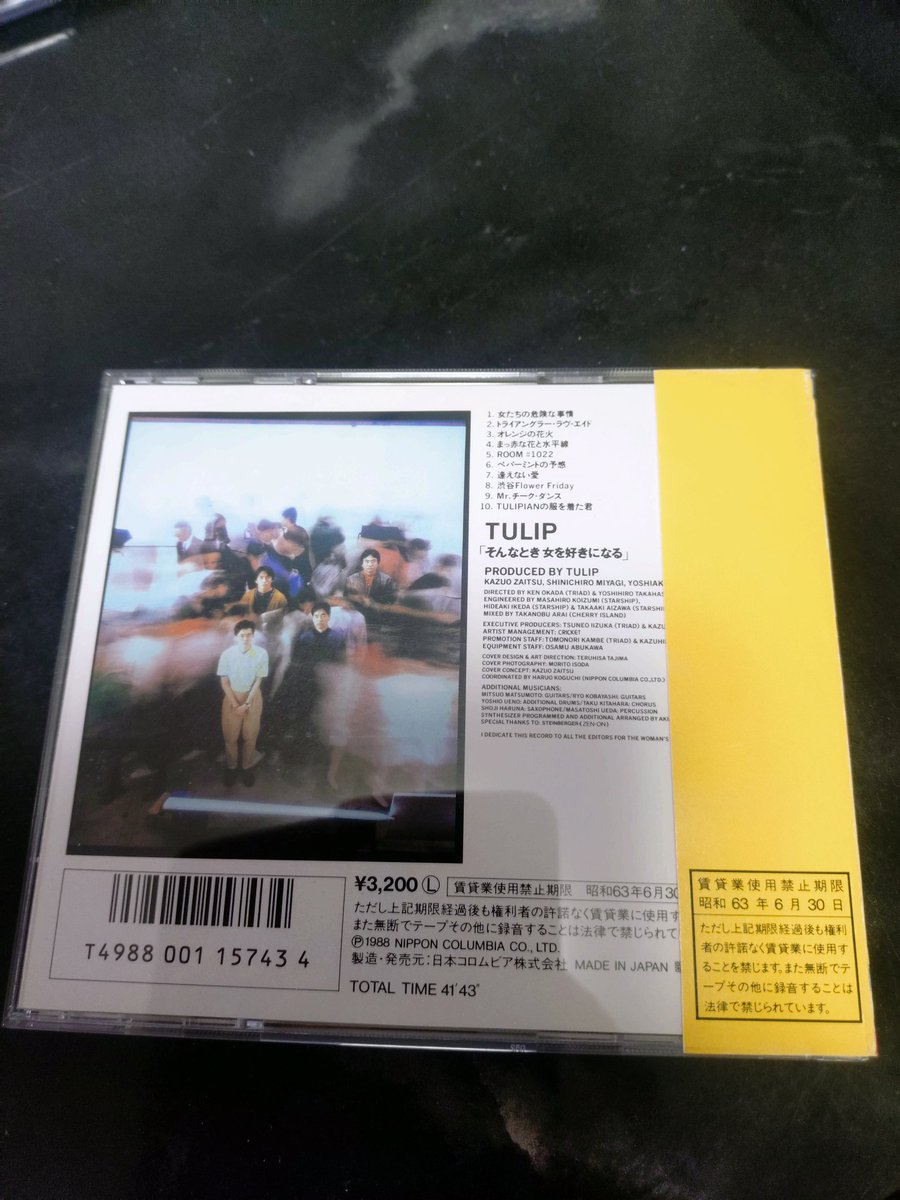 1. 女たちの危険な事情
2. トライアングラー・ラヴ・エイド
3. オレンジの花火
4. まっ赤な花と水平線
5. ROOM #1022
6. ペパーミントの予感
7. 逢えない愛
8. 渋谷Flower Friday
9. Mr.チーク・ダンス
10. TULIPIANの服を着た君
TULIP
「そんなとき 女を好きになる」
PRODUCED BY TULIP
KAZUO ZAITSU, SHINICHIRO MIYAGI, YOSHIAK
DIRECTED BY KEN OKADA (TRIAD) & YOSHIHIRO TAKAHAS
ENGINEERED BY MASAHIRO KOIZUMI (STARSHIP),
HIDEAKI IKEDA (STARSHIP) & TAKAAKI AIZAWA (STARSHI
MIXED BY TAKANOBU ARAI (CHERRY ISLAND)
EXECUTIVE PRODUCERS: TSUNEO IIZUKA (TRIAD) & KAZU
ARTIST MANAGEMENT: CRICKET
PROMOTION STAFF: TOMONORI KAMBE (TRIAD) & KAZUHI
EQUIPMENT STAFF: OSAMU ABUKAWA
COVER DESIGN & ART DIRECTION: TERUHISA TAJIMA
COVER PHOTOGRAPHY: MORITO ISODA
COVER CONCEPT: KAZUO ZAITSU
COORDINATED BY HARUO KOGUCHI (NIPPON COLUMBIA CO.,LTD.)
ADDITIONAL MUSICIANS:
MITSUO MATSUMOTO: GUITARS/RYO KOBAYASHI: GUITARS
YOSHIO UENO: ADDITIONAL DRUMS/TAKU KITAHARA: CHORUS
SHOJI HARUNA: SAXOPHONE/MASATOSHI UEDA: PERCUSSION
SYNTHESIZER PROGRAMMED AND ADDITIONAL ARRANGED BY AKI
SPECIAL THANKS TO: STEINBERGER (ZEN-ON)
I DEDICATE THIS RECORD TO ALL THE EDITORS FOR THE WOMAN'S
T4988 001 15743 4
¥3,200 Ⓛ 賃貸業使用禁止期限 昭和63年6月30
ただし上記期限経過後も権利者の許諾なく賃貸業に使用す
また無断でテープその他に録音することは法律で禁じられて
Ⓟ1988 NIPPON COLUMBIA CO., LTD.
製造・発売元：日本コロムビア株式会社 MADE IN JAPAN
TOTAL TIME 41'43"
賃貸業使用禁止期限
昭和 63 年 6 月 30 日
ただし上記期限経過後も権利
者の許諾なく賃貸業に使用す
ることを禁じます。また無断でテ
ープその他に録音することは
法律で禁じられています。